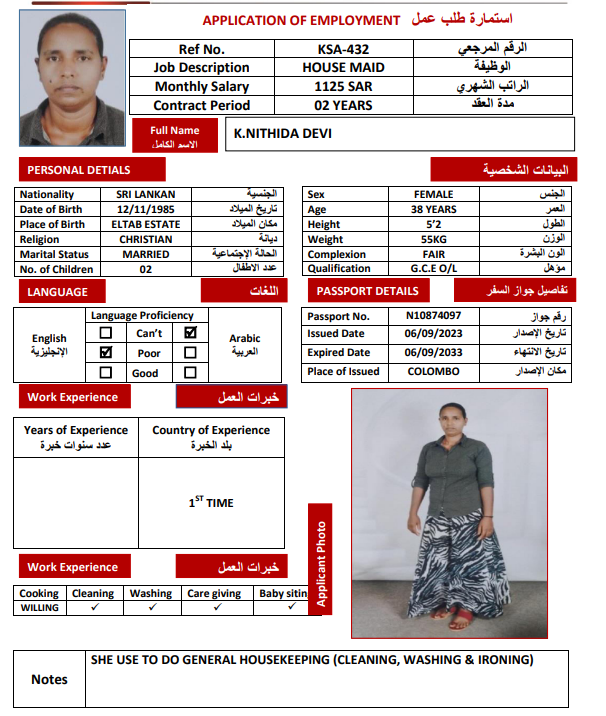 APPLICATION OF EMPLOYMENT استمارة طلب عمل
Ref No. KSA-432 الرقم المرجعي
Job Description HOUSE MAID الوظيفة
Monthly Salary 1125 SAR الراتب الشهري
Contract Period 02 YEARS مدة العقد
Full Name K.NITHIDA DEVI
الاسم الكامل
PERSONAL DETIALS البيانات الشخصية
Nationality SRI LANKAN الجنسية
Date of Birth 12/11/1985 تاريخ الميلاد
Place of Birth ELTAB ESTATE مكان الميلاد
Religion CHRISTIAN ديانة
Marital Status MARRIED الحالة الإجتماعية
No. of Children 02 عدد الاطفال
Sex FEMALE الجنس
Age 38 YEARS العمر
Height 5’2 الطول
Weight 55KG الوزن
Complexion FAIR الون البشرة
Qualification G.C.E O/L مؤهل
LANGUAGE اللغات
Language Proficiency
English Can’t Arabic
الإنجليزية Poor العربية
Good
PASSPORT DETAILS تفاصيل جواز السفر
Passport No. N10874097 رقم جواز
Issued Date 06/09/2023 تاريخ الإصدار
Expired Date 06/09/2033 تاريخ الانتهاء
Place of Issued COLOMBO مكان الإصدار
Work Experience خبرات العمل
Years of Experience Country of Experience
عدد سنوات خبرة بلد الخبرة
1ST TIME
Work Experience خبرات العمل
Cooking Cleaning Washing Care giving Baby sitin
WILLING ✓ ✓ ✓ ✓
Applicant Photo
Notes SHE USE TO DO GENERAL HOUSEKEEPING (CLEANING, WASHING & IRONING)